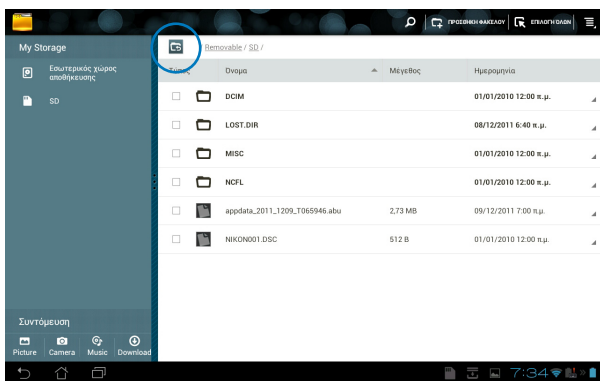 ΠΡΟΣΘΗΚΗ ΦΑΚΕΛΟΥ ΕΠΙΛΟΓΗ ΟΛΩΝ
My Storage
Removable / SD /
Εσωτερικός χώρος
αποθήκευσης
SD
Τύπος Όνομα Μέγεθος Ημερομηνία
DCIM 01/01/2010 12:00 π.μ.
LOST.DIR 08/12/2011 6:40 π.μ.
MISC 01/01/2010 12:00 π.μ.
NCFL 01/01/2010 12:00 π.μ.
appdata_2011_1209_T065946.abu 2,73 MB 09/12/2011 7:00 π.μ.
NIKON001.DSC 512 B 01/01/2010 12:00 π.μ.
Συντόμευση
Picture Camera Music Download
7:34